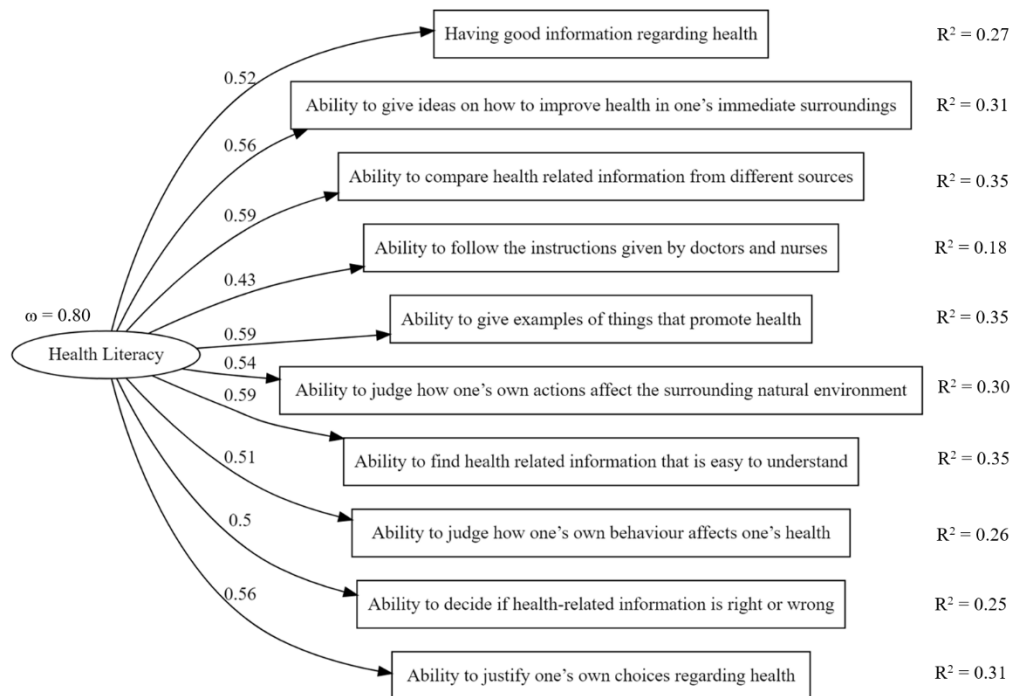 Having good information regarding health
R² = 0.27
0.52
Ability to give ideas on how to improve health in one’s immediate surroundings
R² = 0.31
0.56
Ability to compare health related information from different sources
R² = 0.35
0.59
Ability to follow the instructions given by doctors and nurses
R² = 0.18
0.43
ω = 0.80
Ability to give examples of things that promote health
R² = 0.35
0.59
Health Literacy
0.54
Ability to judge how one’s own actions affect the surrounding natural environment
R² = 0.30
0.59
Ability to find health related information that is easy to understand
R² = 0.35
0.51
Ability to judge how one’s own behaviour affects one’s health
R² = 0.26
0.5
Ability to decide if health-related information is right or wrong
R² = 0.25
0.56
Ability to justify one’s own choices regarding health
R² = 0.31